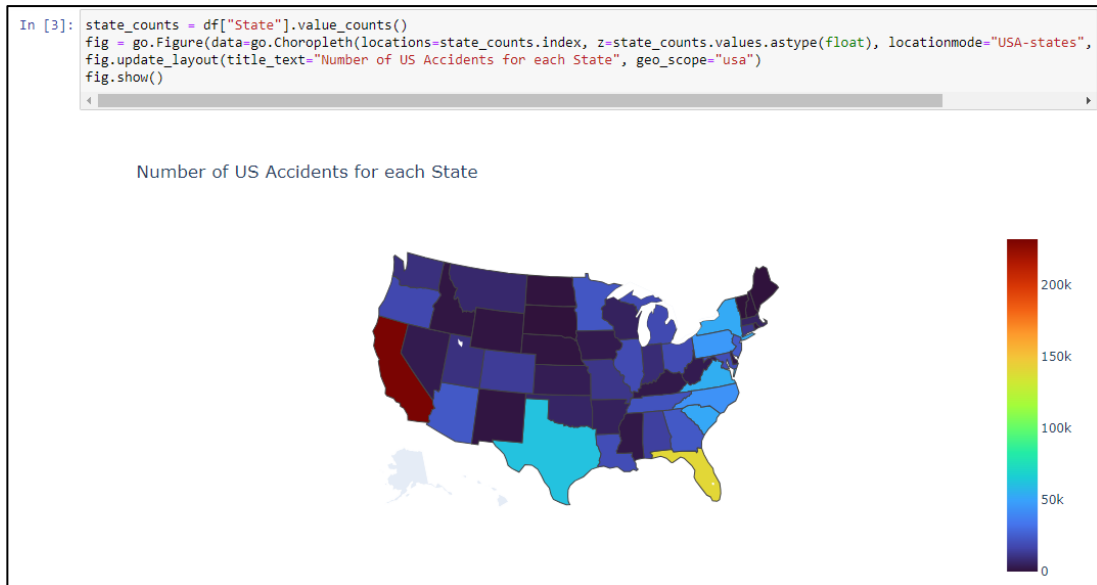 In [3]: state_counts = df["State"].value_counts()
fig = go.Figure(data=go.Choropleth(locations=state_counts.index, z=state_counts.values.astype(float), locationmode="USA-states",
fig.update_layout(title_text="Number of US Accidents for each State", geo_scope="usa")
fig.show()
Number of US Accidents for each State
200k
150k
100k
50k
0